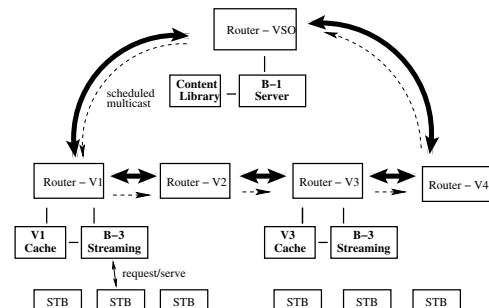 Router – VSO
scheduled
multicast
Content
Library
B–1
Server
Router – V1
Router – V2
Router – V3
Router – V4
V1
Cache
B–3
Streaming
V3
Cache
B–3
Streaming
request/serve
STB
STB
STB
STB
STB
STB